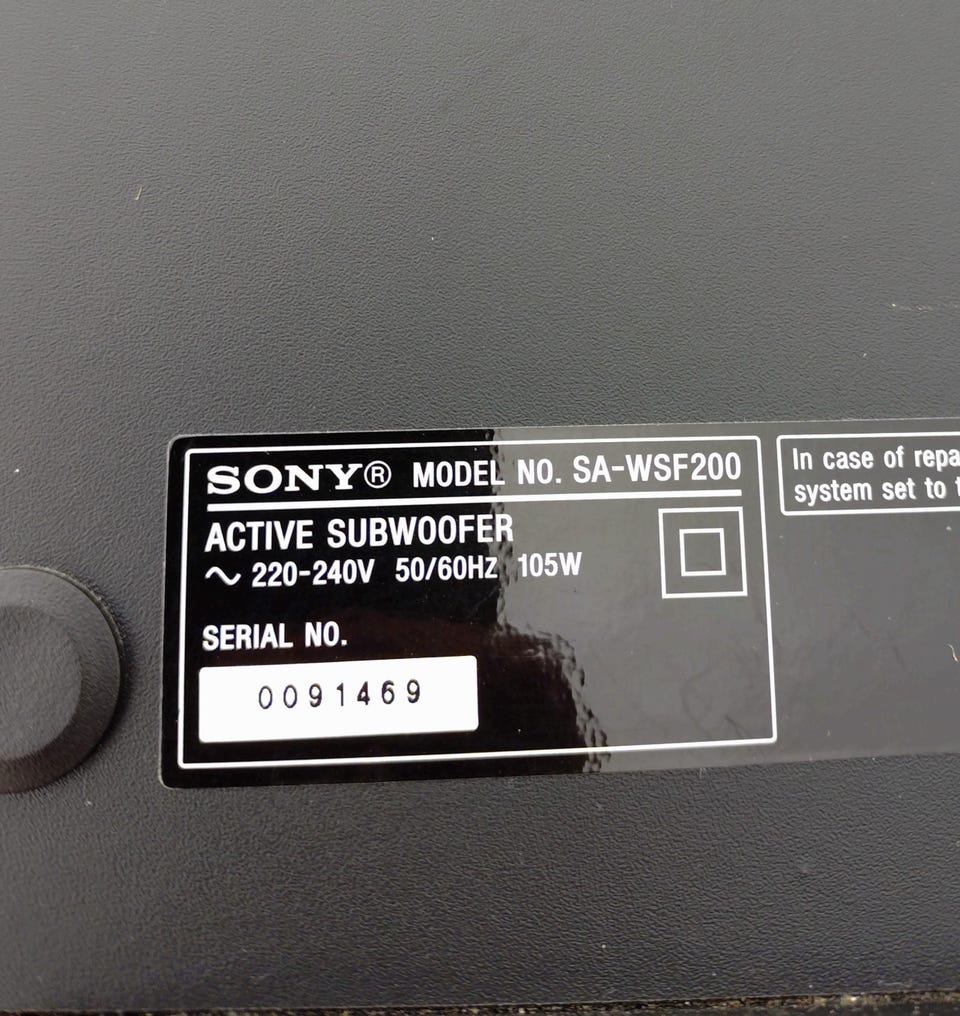 SONY® MODEL NO. SA-WSF200
ACTIVE SUBWOOFER
~ 220-240V 50/60HZ 105W
SERIAL NO.
0091469
In case of
system set to